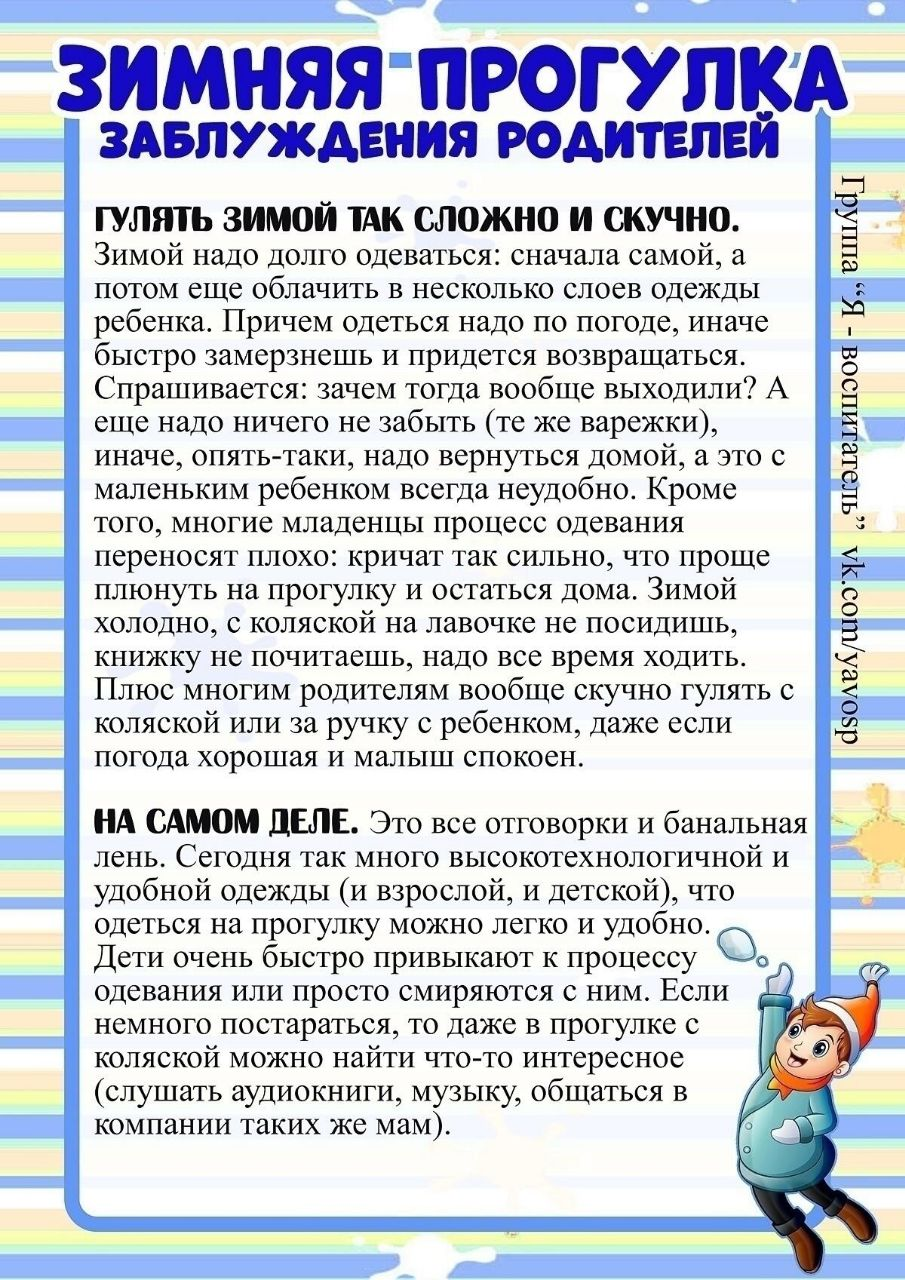 ЗИМНЯЯ ПРОГУЛКА
ЗАБЛУЖДЕНИЯ РОДИТЕЛЕЙ
ГУЛЯТЬ ЗИМОЙ ТАК СЛОЖНО И СКУЧНО.
Зимой надо долго одеваться: сначала самой, а
потом еще облачить в несколько слоев одежды
ребенка. Причем одеться надо по погоде, иначе
быстро замерзнешь и придется возвращаться.
Спрашивается: зачем тогда вообще выходили? А
еще надо ничего не забыть (те же варежки),
иначе, опять-таки, надо вернуться домой, а это с
маленьким ребенком всегда неудобно. Кроме
того, многие младенцы процесс одевания
переносят плохо: кричат так сильно, что проще
плюнуть на прогулку и остаться дома. Зимой
холодно, с коляской на лавочке не посидишь,
книжку не почитаешь, надо все время ходить.
Плюс многим родителям вообще скучно гулять с
коляской или за ручку с ребенком, даже если
погода хорошая и малыш спокоен.
НА САМОМ ДЕЛЕ. Это все отговорки и банальная
лень. Сегодня так много высокотехнологичной и
удобной одежды (и взрослой, и детской), что
одеться на прогулку можно легко и удобно.
Дети очень быстро привыкают к процессу
одевания или просто смиряются с ним. Если
немного постараться, то даже в прогулке с
коляской можно найти что-то интересное
(слушать аудиокниги, музыку, общаться в
компании таких же мам).
Группа “Я - воспитатель” vk.com/yavosp